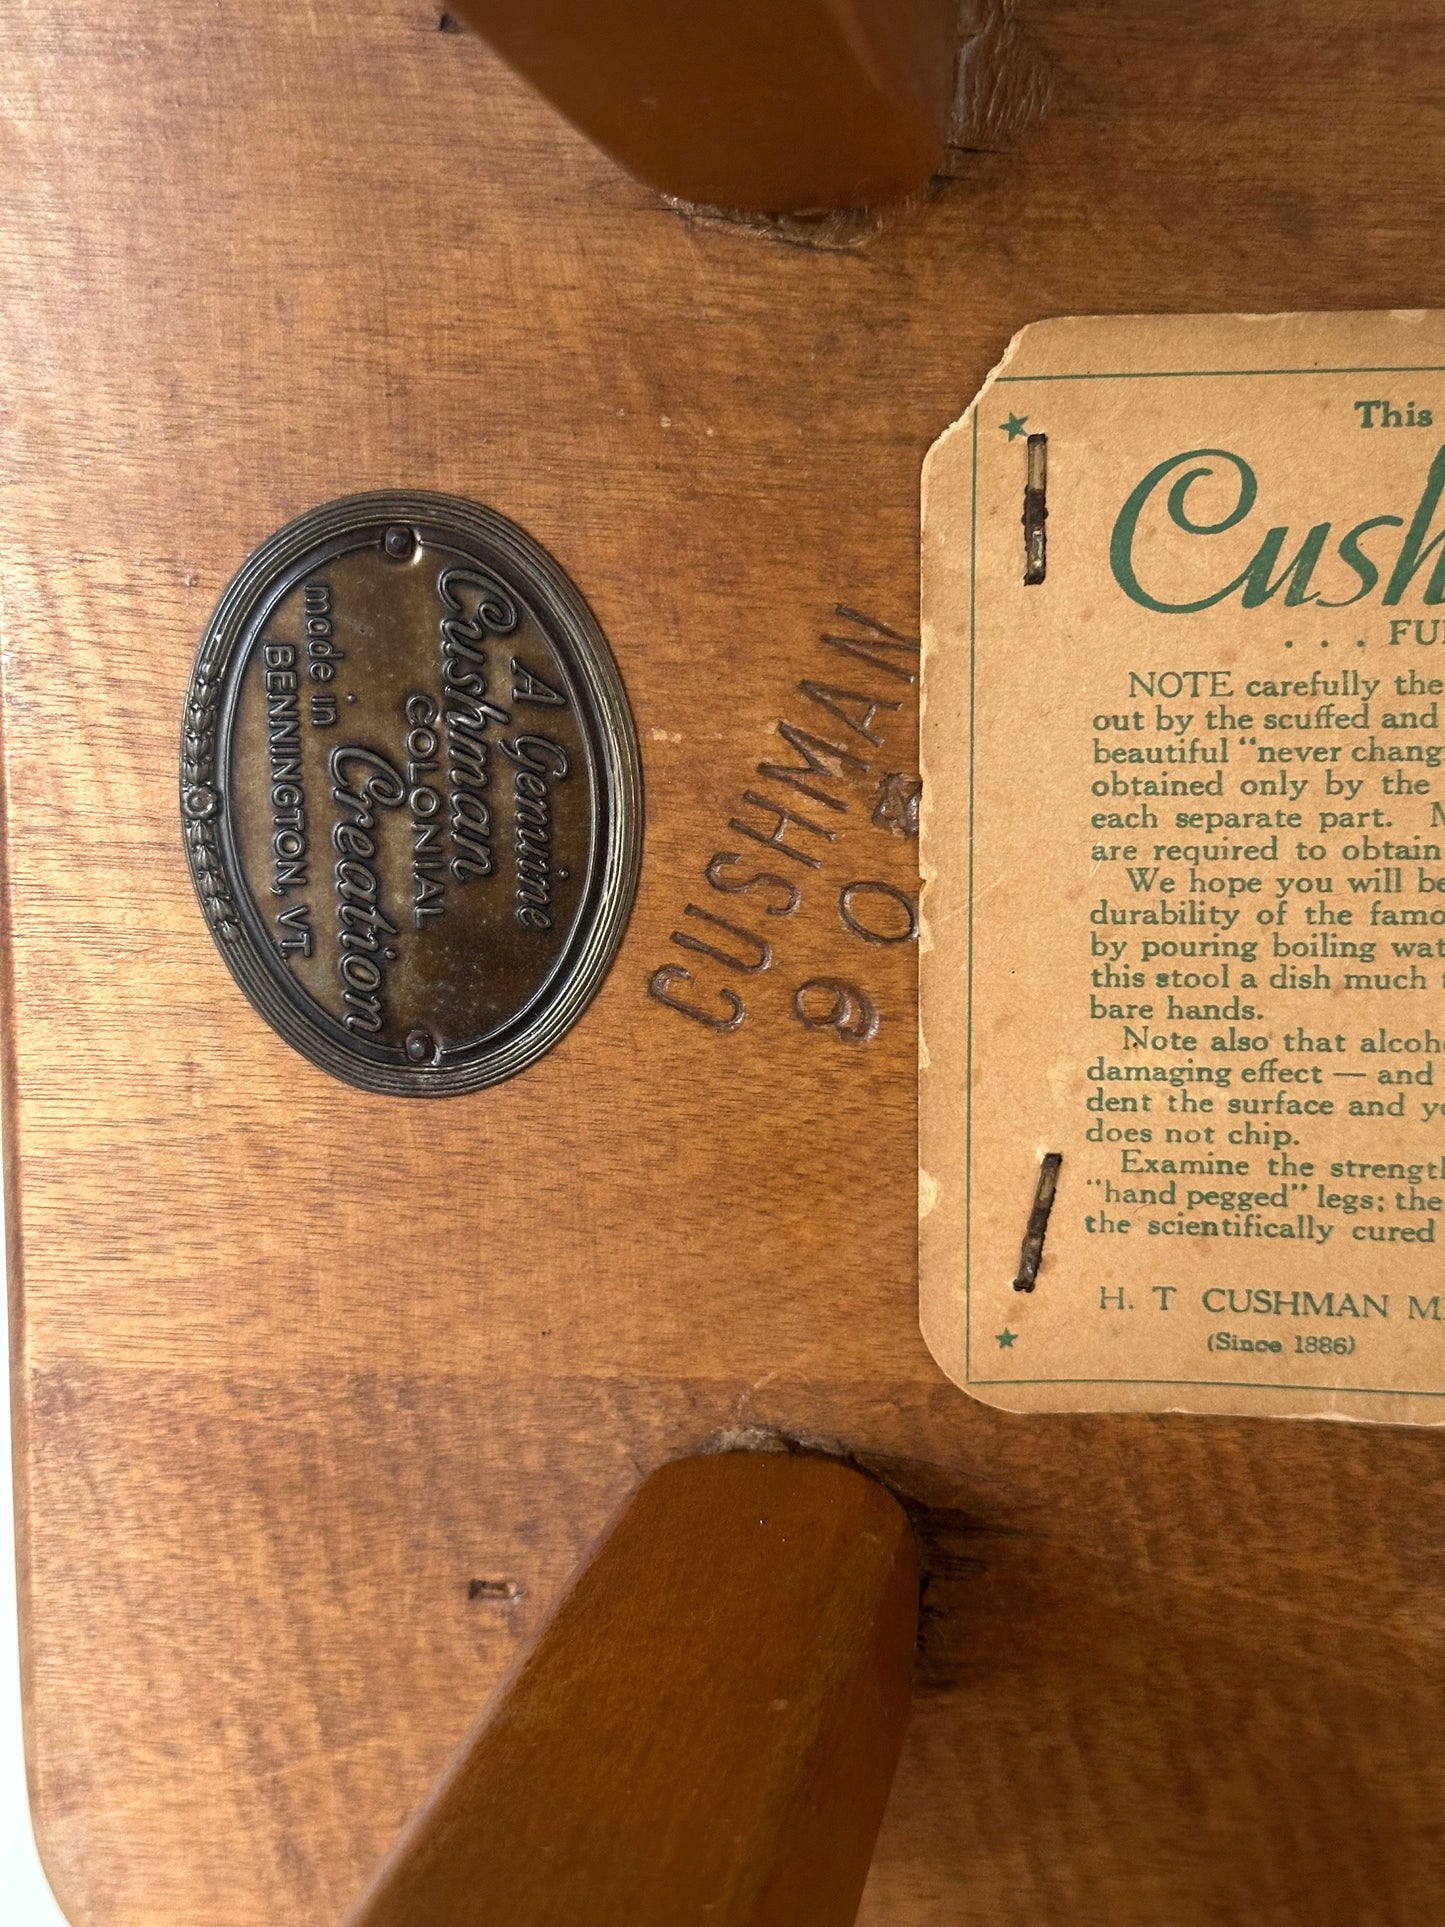 A Genuine
Cushman
COLONIAL
Creation
made in
BENNINGTON, VT.
CUSHMAN
90
This
Cush
. . . FU
NOTE carefully the
out by the scuffed and
beautiful "never chang
obtained only by the
each separate part. M
are required to obtain
We hope you will be
durability of the famo
by pouring boiling wat
this stool a dish much
bare hands.
Note also that alcoh
damaging effect — and
dent the surface and yo
does not chip.
Examine the strength
"hand pegged" legs; the
the scientifically cured
H. T CUSHMAN M
(Since 1886)